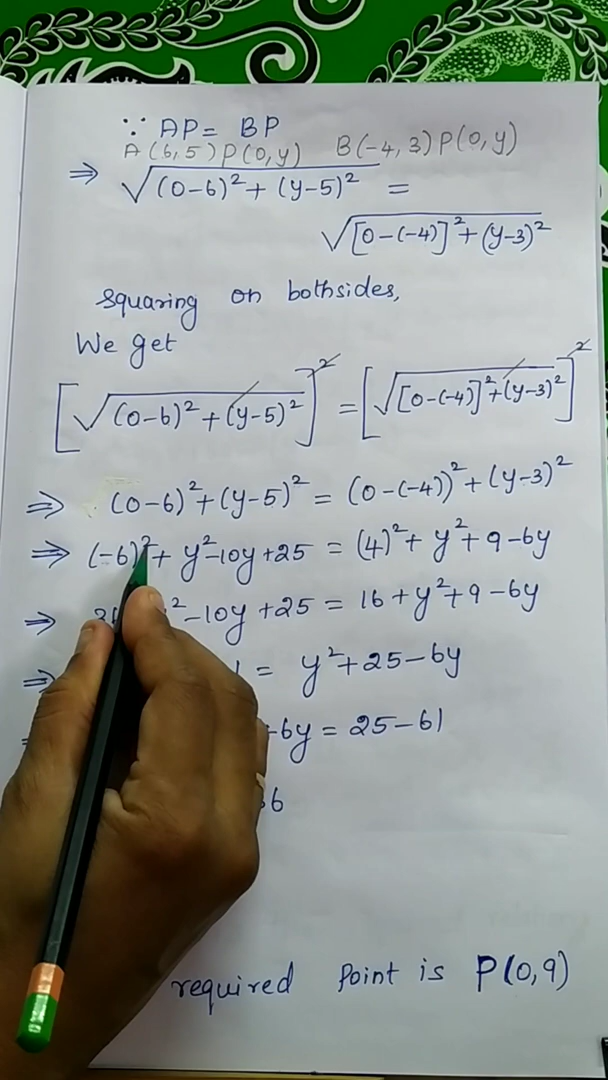 ∵ AP = BP
A(6,5) P(0,y) B(-4,3) P(0,y)
⇒ √(0-6)² + (y-5)² =
√[0-(-4)]² + (y-3)²
squaring on bothsides,
We get
[√(0-6)² + (y-5)²]² = [√[0-(-4)]² + (y-3)²]²
⇒ (0-6)² + (y-5)² = (0-(-4))² + (y-3)²
⇒ (-6)² + y²-10y+25 = (4)² + y² + 9-6y
⇒ ²-10y+25 = 16+y²+9-6y
⇒ = y²+25-6y
-6y = 25-61
required Point is P(0,9)